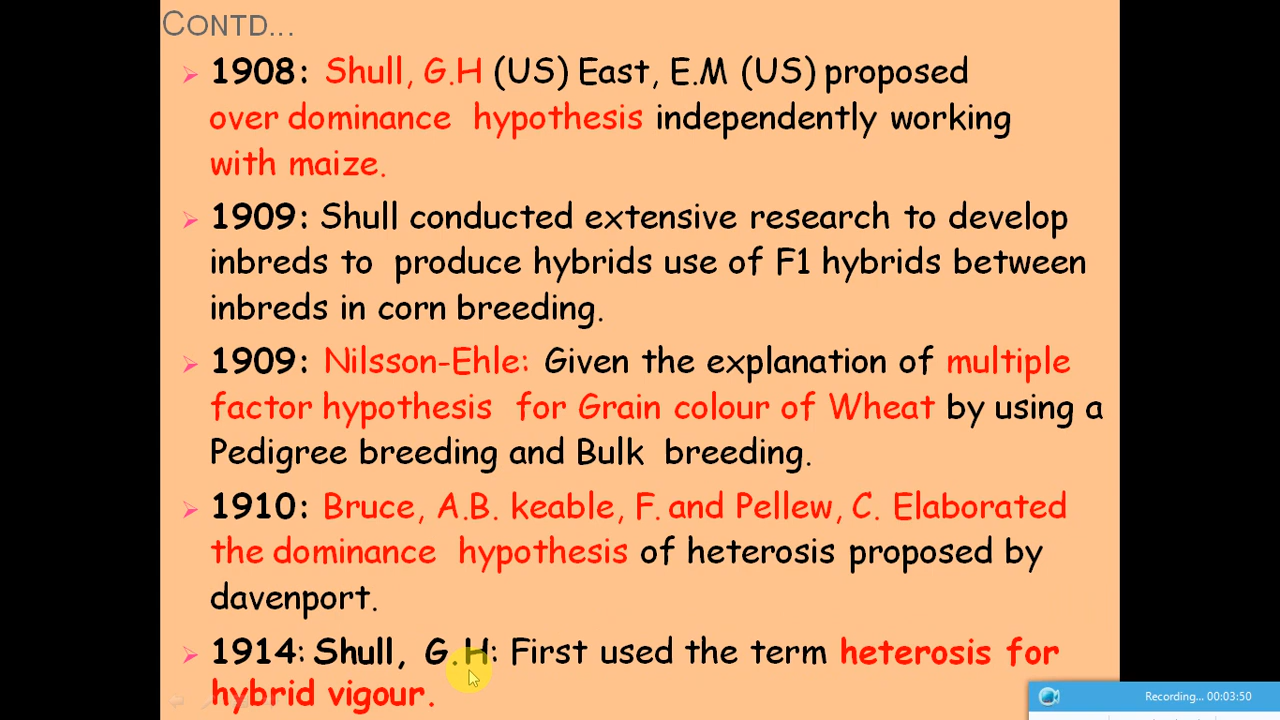 CONTD...
➢ 1908: Shull, G.H (US) East, E.M (US) proposed
over dominance hypothesis independently working
with maize.
➢ 1909: Shull conducted extensive research to develop
inbreds to produce hybrids use of F1 hybrids between
inbreds in corn breeding.
➢ 1909: Nilsson-Ehle: Given the explanation of multiple
factor hypothesis for Grain colour of Wheat by using a
Pedigree breeding and Bulk breeding.
➢ 1910: Bruce, A.B. keable, F. and Pellew, C. Elaborated
the dominance hypothesis of heterosis proposed by
davenport.
➢ 1914: Shull, G.H: First used the term heterosis for
hybrid vigour.
Recording... 00:03:50